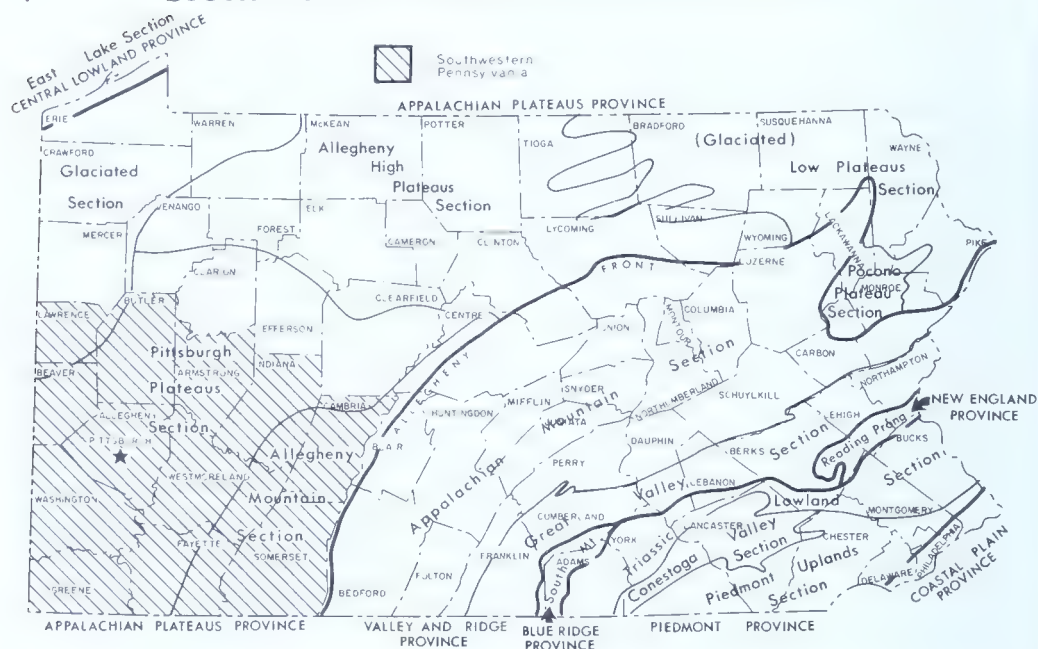 East Lake Section
CENTRAL LOWLAND PROVINCE
Southwestern
Pennsy vania
APPALACHIAN PLATEAUS PROVINCE
ERIE
WARREN
McKEAN
POTTER
TIOGA
BRADFORD
SUSQUEHANNA
WAYNE
(Glaciated)
Low Plateaus
Section
CRAWFORD
Glaciated
Section
Allegheny
High
Plateaus
Section
MERCER
VENANGO
FOREST
ELK
CAMERON
CLINTON
LYCOMING
SULLIVAN
WYOMING
LACKAWANNA
PIKE
LUZERNE
Pocono
MONROE
Plateau
Section
CLARION
CLEARFIELD
CENTRE
ALLEGHENY FRONT
LAWRENCE
BUTLER
EFFERSON
UNION
MONTOUR
COLUMBIA
CARBON
NORTHAMPTON
Pittsburgh
ARMSTRONG
Plateaus
Section
NDIANA
BEAVER
ALLEGHENY
PITTSBURGH
CAMBRIA
BLAIR
HUNTINGDON
MIFFLIN
SNYDER
JUNIATA
NORTHUMBERLAND
SCHUYLKILL
LEHIGH
NEW ENGLAND
PROVINCE
Reading Prong
BUCKS
Appalachian Mountain Section
WASHINGTON
WESTMORELAND
Allegheny
Mountain
Section
FAYETTE
SOMERSET
GREENE
BEDFORD
FULTON
FRANKLIN
PERRY
DAUPHIN
BERKS
LEBANON
CUMBERLAND
Great Valley Section
Triassic Lowland Section
MONTGOMERY
YORK
ADAMS
South Mt
LANCASTER
CHESTER
Conestoga Valley
Section
Piedmont Uplands
Section
DELAWARE
PHILADELPHIA
COASTAL PLAIN
PROVINCE
APPALACHIAN PLATEAUS PROVINCE
VALLEY AND RIDGE
PROVINCE
BLUE RIDGE
PROVINCE
PIEDMONT PROVINCE